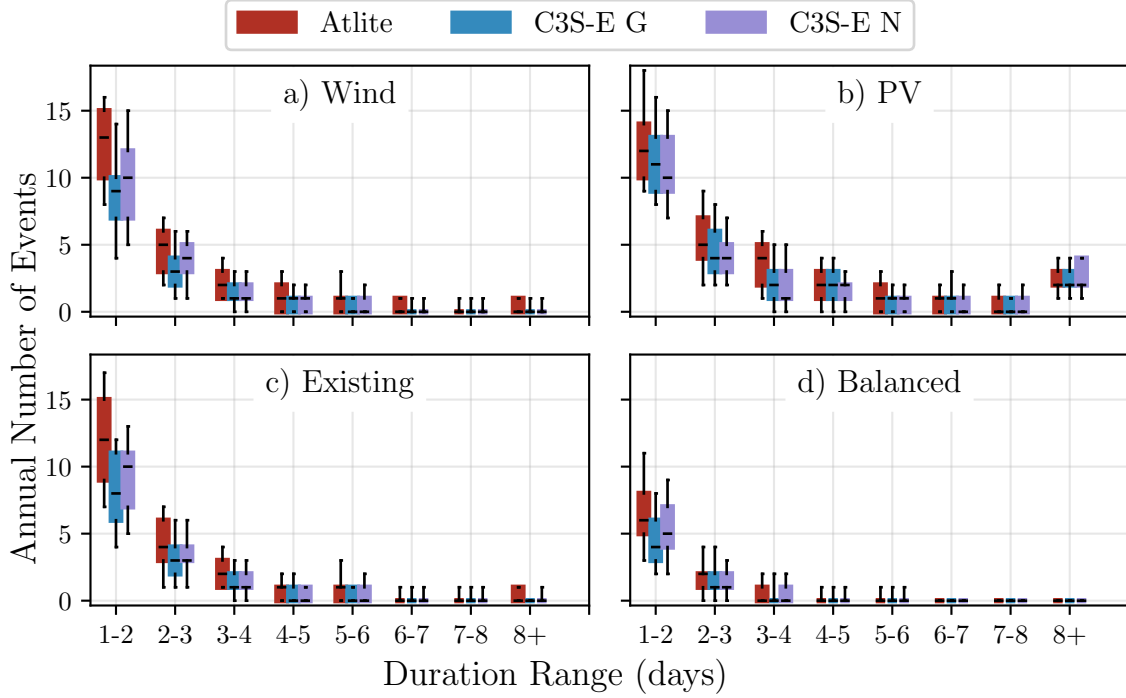 Atlite C3S-E G C3S-E N
a) Wind
15
10
5
0
b) PV
c) Existing
15
10
5
0
1-2 2-3 3-4 4-5 5-6 6-7 7-8 8+
d) Balanced
1-2 2-3 3-4 4-5 5-6 6-7 7-8 8+
Annual Number of Events
Duration Range (days)